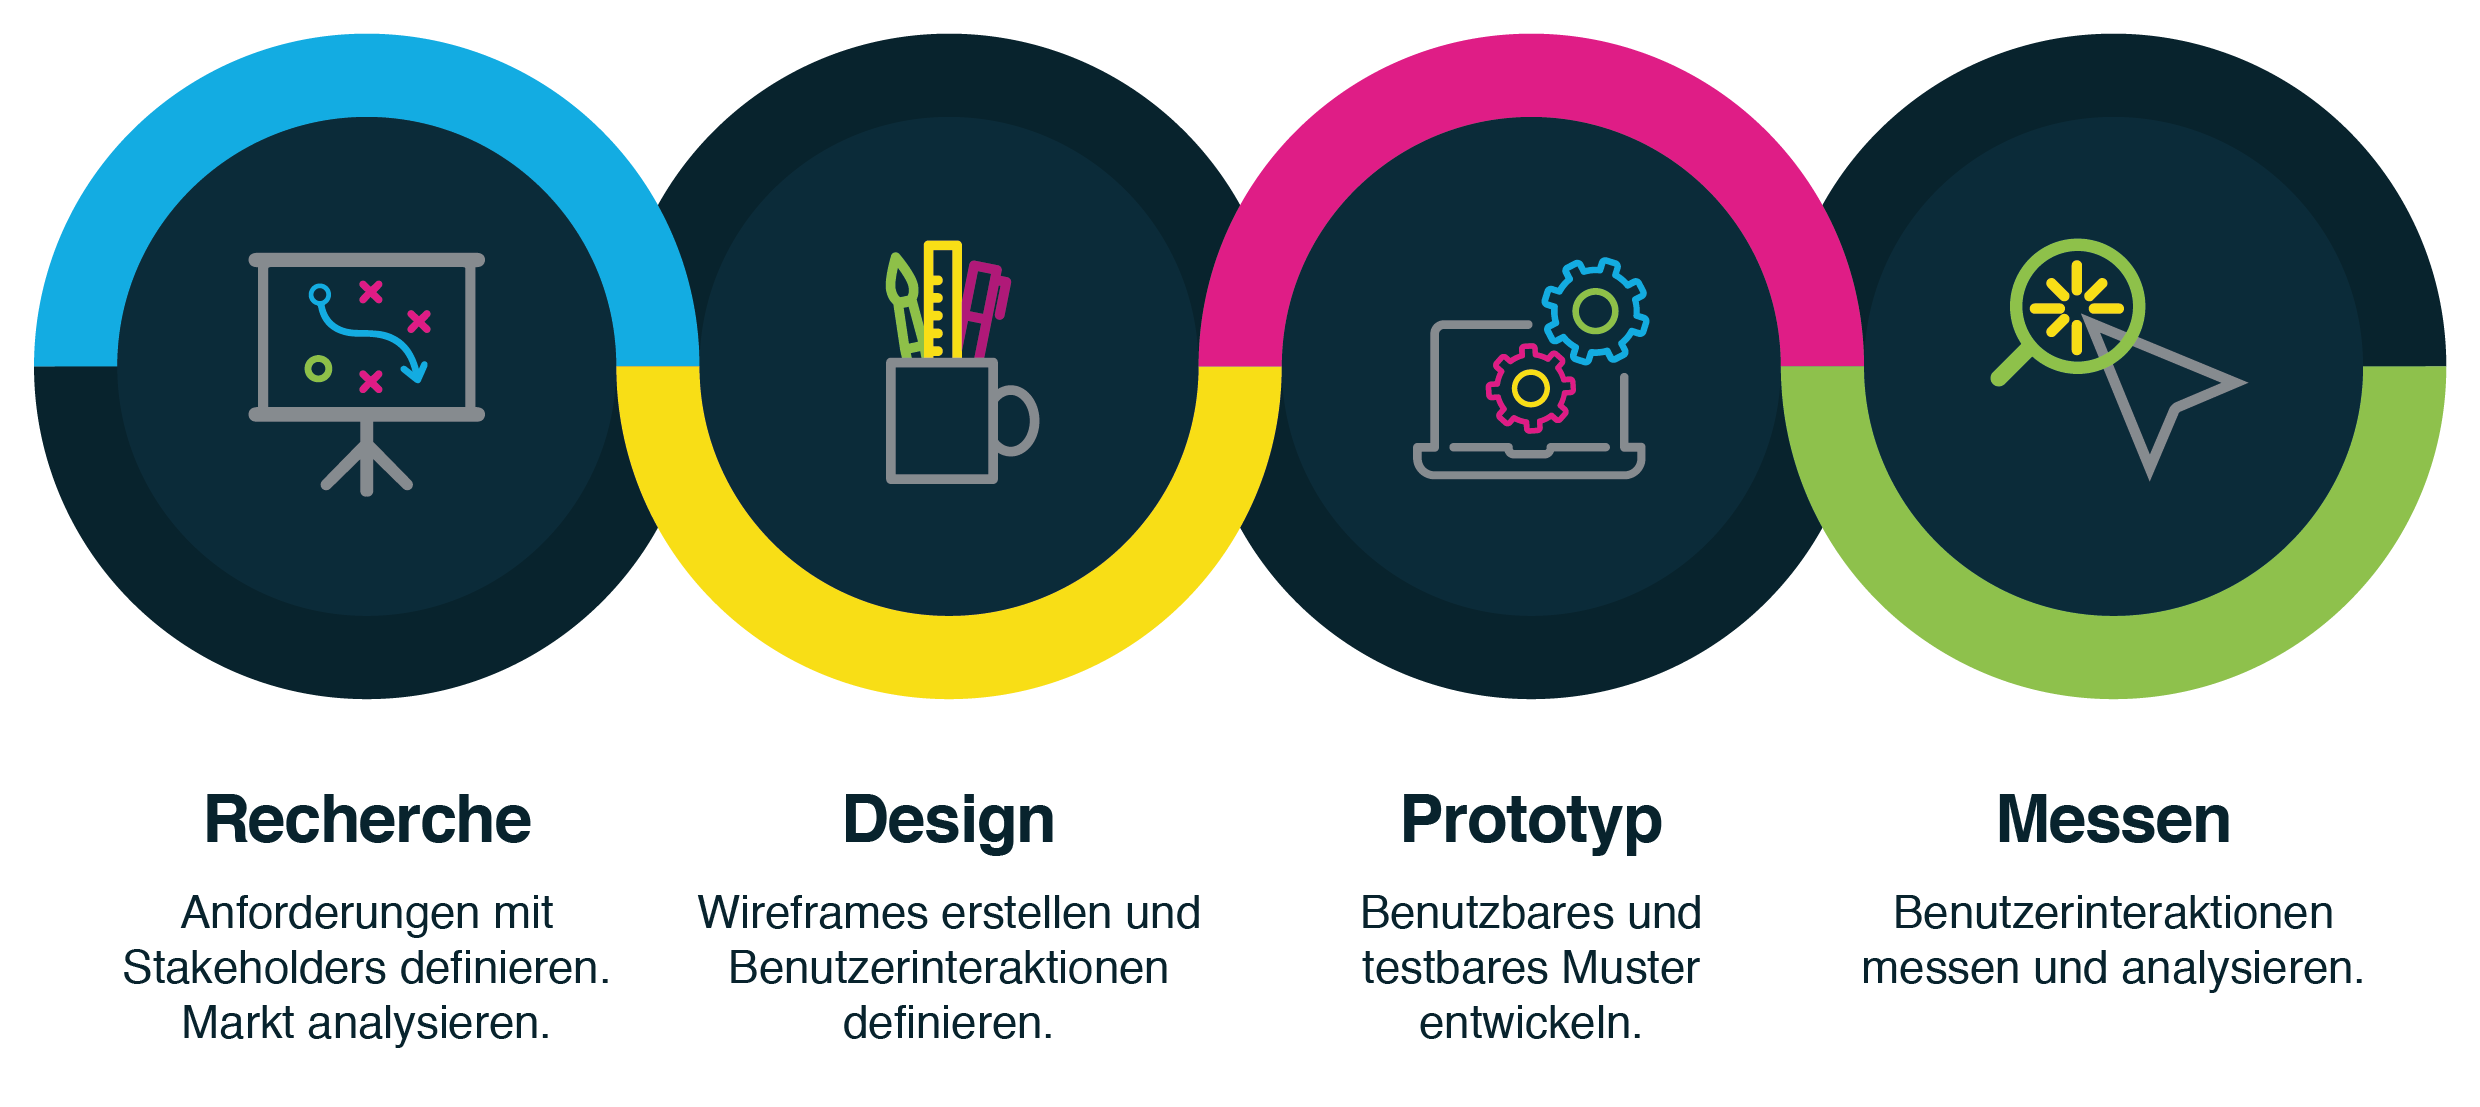 Recherche
Anforderungen mit
Stakeholders definieren.
Markt analysieren.
Design
Wireframes erstellen und
Benutzerinteraktionen
definieren.
Prototyp
Benutzbares und
testbares Muster
entwickeln.
Messen
Benutzerinteraktionen
messen und analysieren.